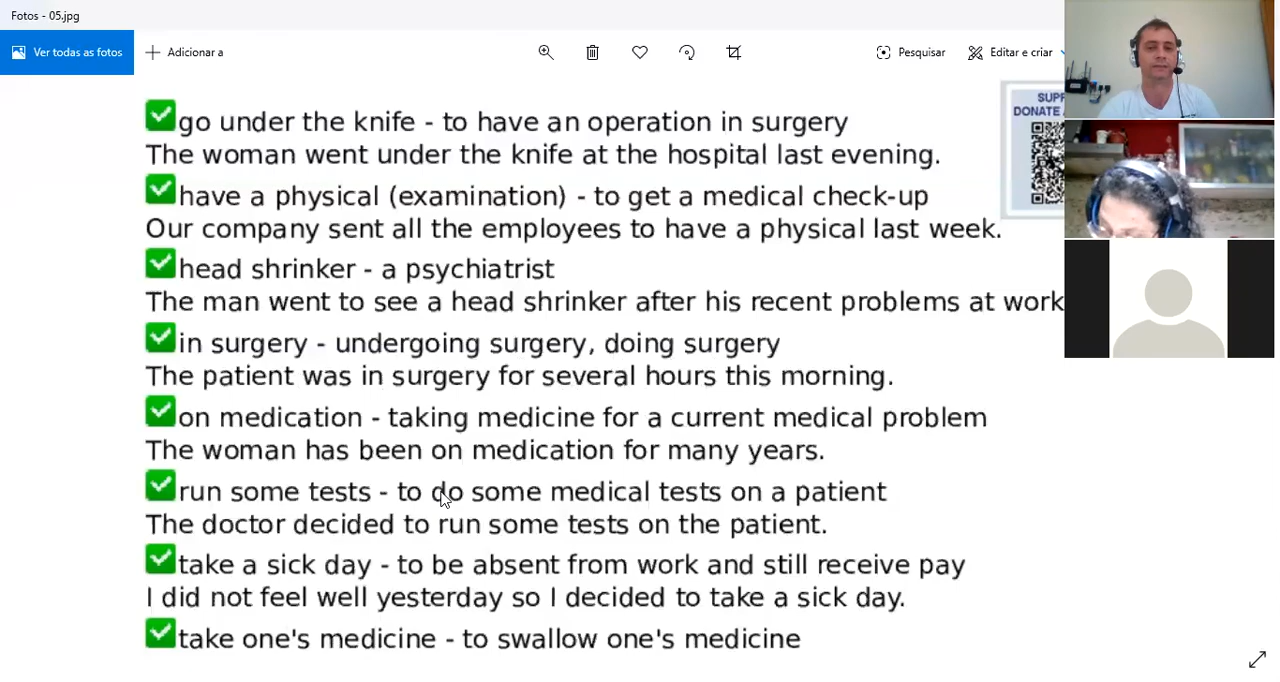 Fotos - 05.jpg
Ver todas as fotos
Adicionar a
Pesquisar
Editar e criar
go under the knife - to have an operation in surgery
The woman went under the knife at the hospital last evening.
have a physical (examination) - to get a medical check-up
Our company sent all the employees to have a physical last week.
head shrinker - a psychiatrist
The man went to see a head shrinker after his recent problems at work
in surgery - undergoing surgery, doing surgery
The patient was in surgery for several hours this morning.
on medication - taking medicine for a current medical problem
The woman has been on medication for many years.
run some tests - to do some medical tests on a patient
The doctor decided to run some tests on the patient.
take a sick day - to be absent from work and still receive pay
I did not feel well yesterday so I decided to take a sick day.
take one's medicine - to swallow one's medicine
DONATE